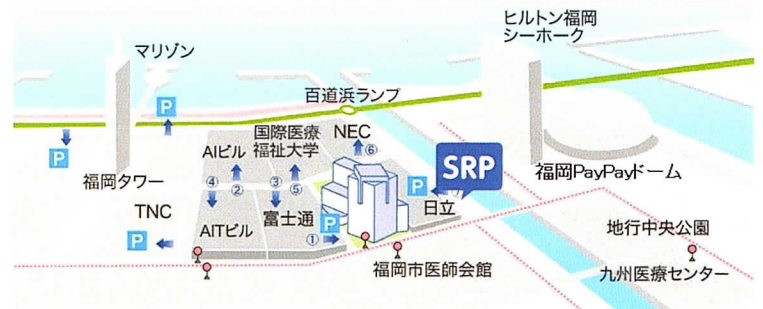 ヒルトン福岡
シーホーク
マリゾン
百道浜ランプ
P
P
国際医療
福祉大学
NEC
⑥
AIビル
SRP
福岡PayPayドーム
福岡タワー
④
②
③
⑤
P
日立
TNC
富士通
P
地行中央公園
P
AITビル
①
福岡市医師会館
九州医療センター